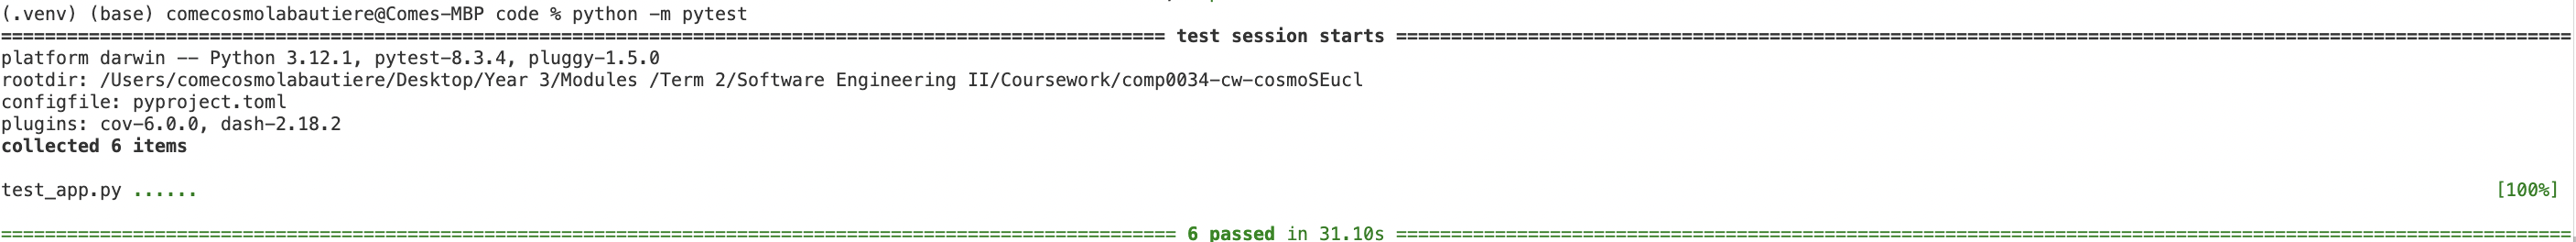 (.venv) (base) comecosmolabautiere@Comes-MBP code % python -m pytest
============================= test session starts =============================
platform darwin -- Python 3.12.1, pytest-8.3.4, pluggy-1.5.0
rootdir: /Users/comecosmolabautiere/Desktop/Year 3/Modules /Term 2/Software Engineering II/Coursework/comp0034-cw-cosmoSEucl
configfile: pyproject.toml
plugins: cov-6.0.0, dash-2.18.2
collected 6 items
test_app.py ...... [100%]
============================= 6 passed in 31.10s =============================